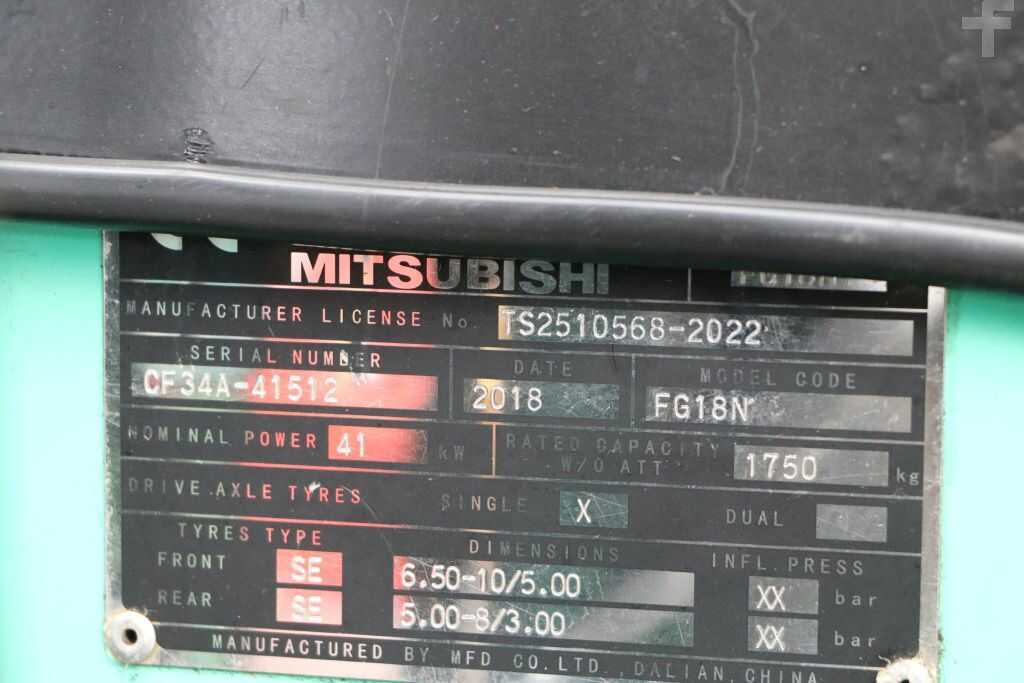 f
MITSUBISHI
MANUFACTURER LICENSE No. TS2510568-2022
SERIAL NUMBER DATE MODEL CODE
CF34A-41512 2018 FG18N
NOMINAL POWER 41 kW RATED CAPACITY W/O ATT 1750 kg
DRIVE AXLE TYRES SINGLE X DUAL
TYRES TYPE DIMENSIONS INFL.PRESS
FRONT SE 6.50-10/5.00 XX bar
REAR SE 5.00-8/3.00 XX bar
MANUFACTURED BY MFD CO.LTD., DALIAN,CHINA